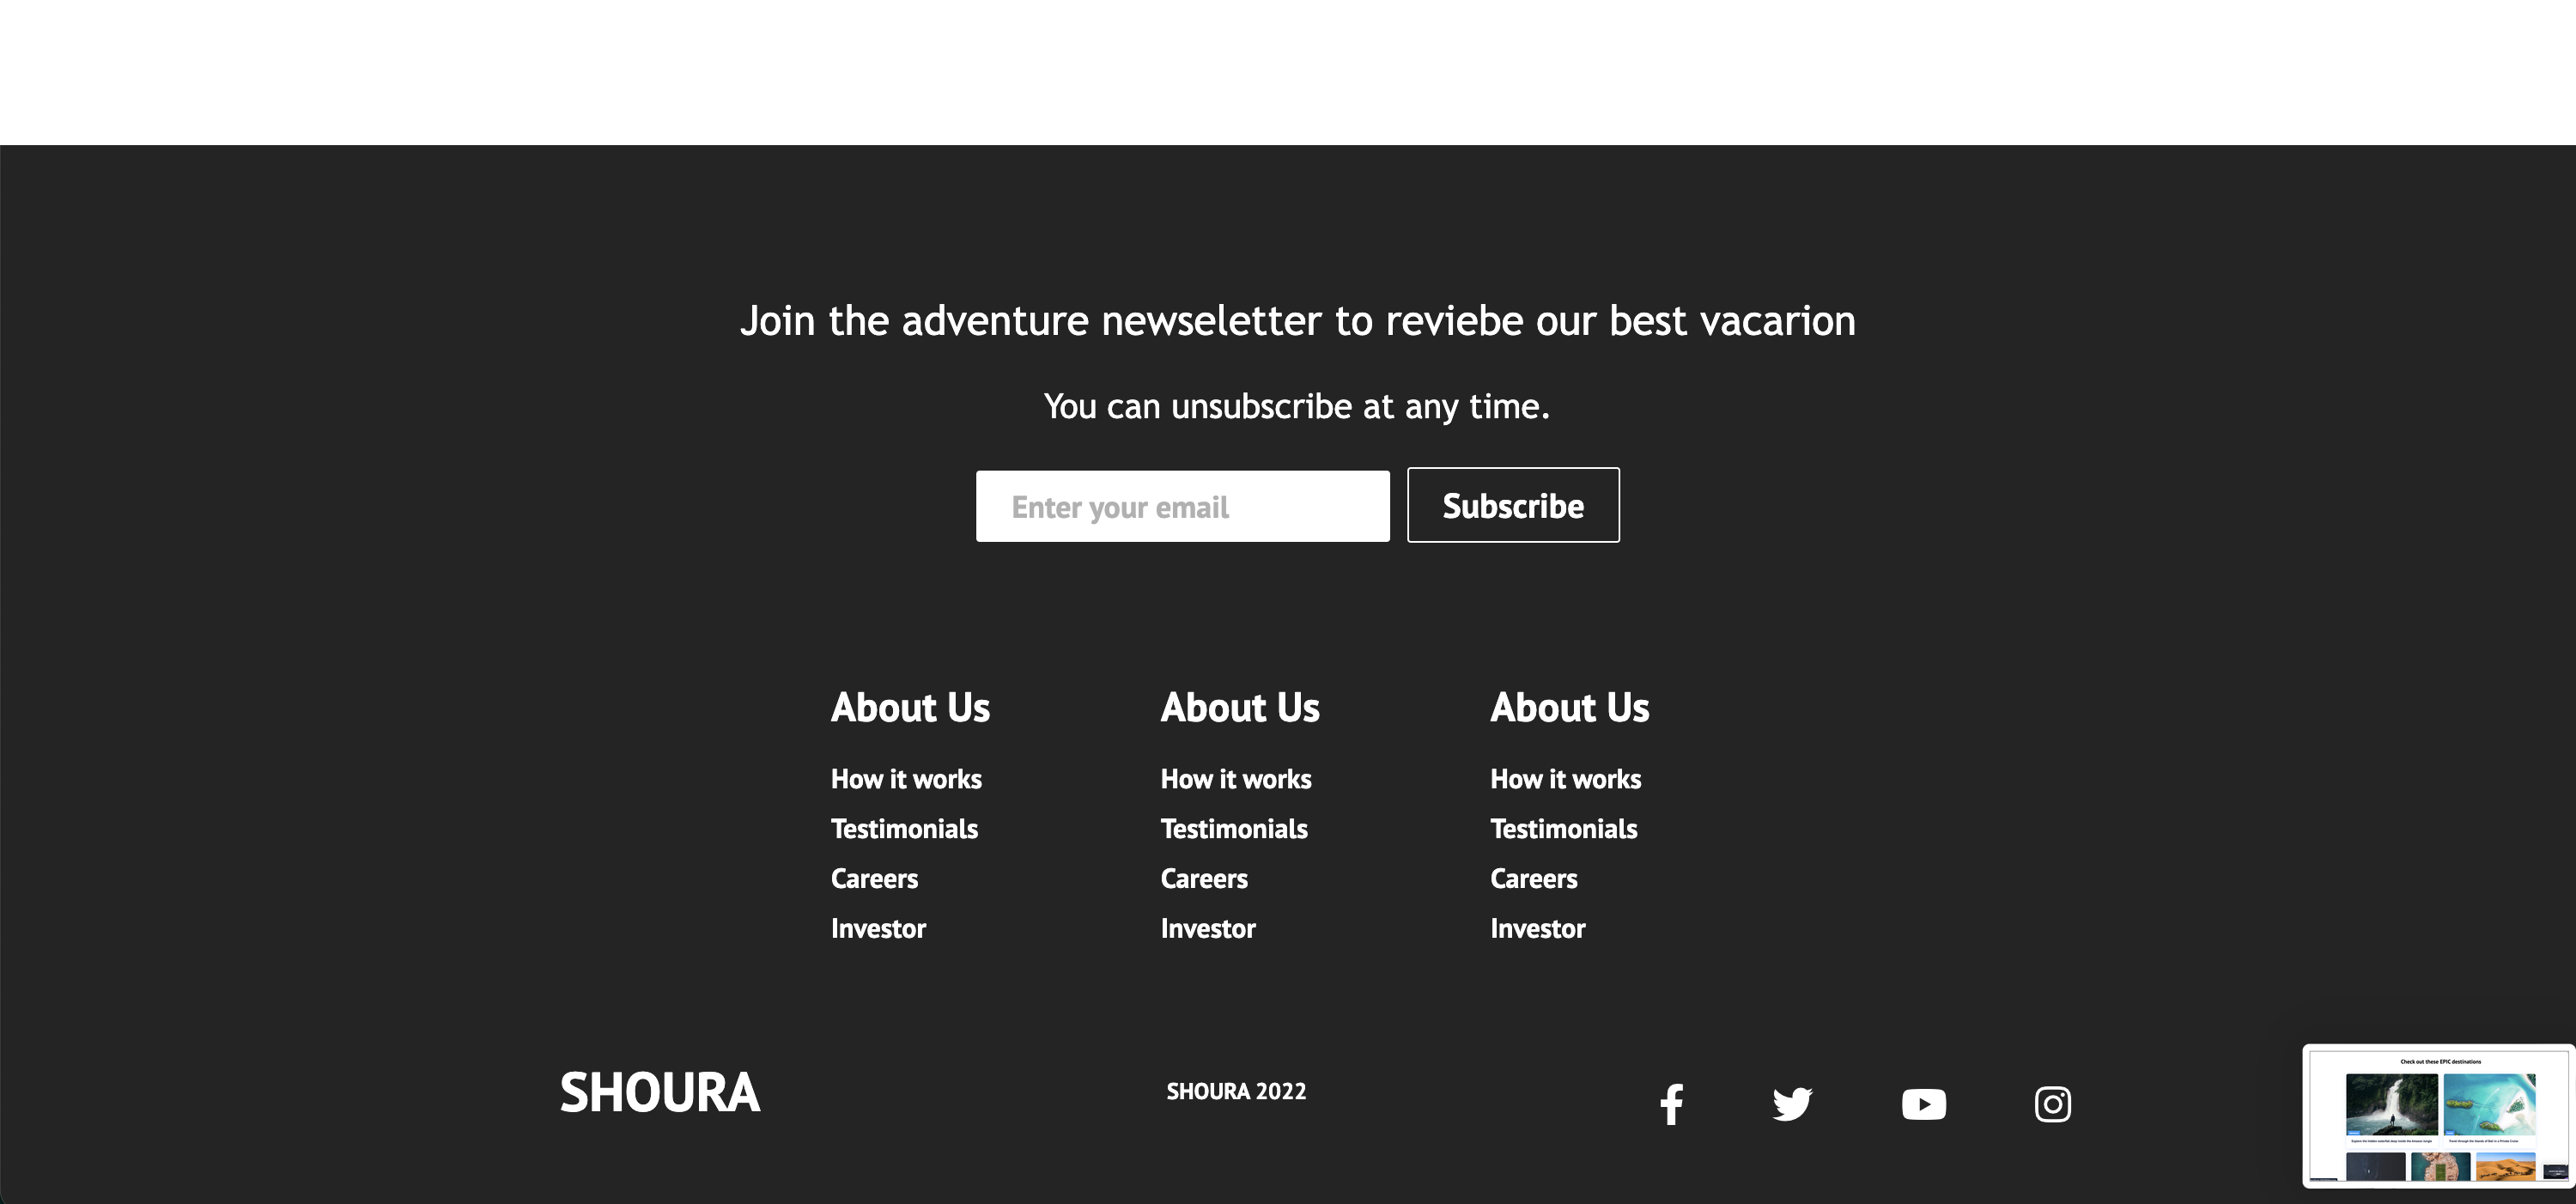 Join the adventure newseletter to reviebe our best vacarion
You can unsubscribe at any time.
Enter your email
Subscribe
About Us
How it works
Testimonials
Careers
Investor
About Us
How it works
Testimonials
Careers
Investor
About Us
How it works
Testimonials
Careers
Investor
SHOURA
SHOURA 2022
Check out these EPIC destinations